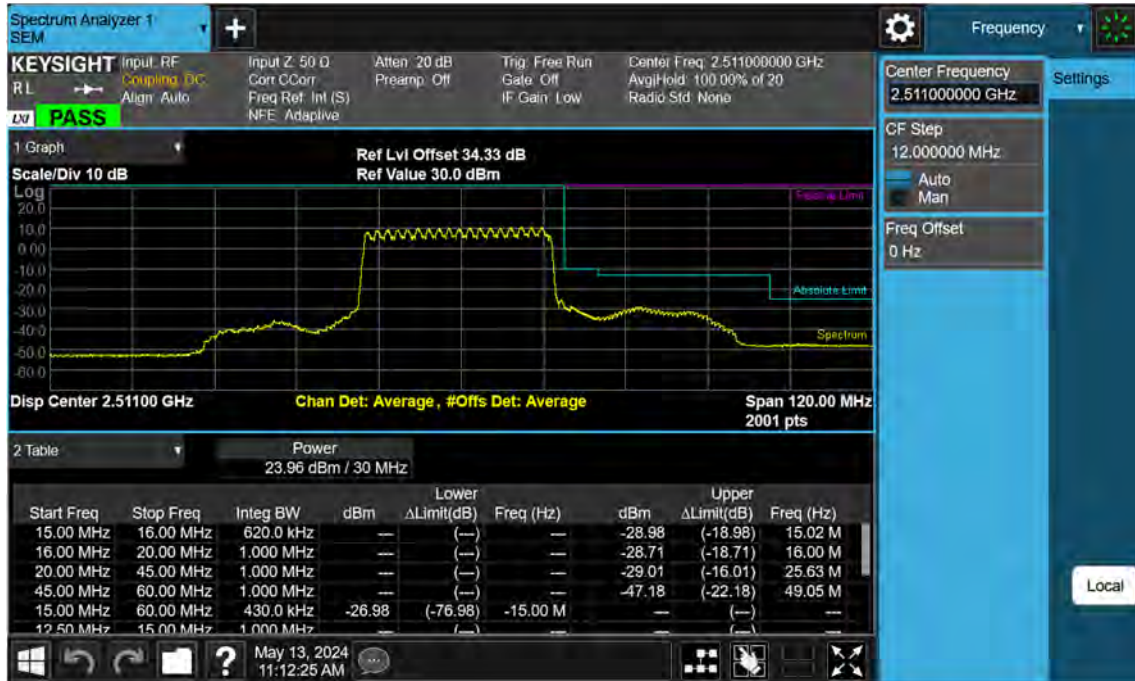 Spectrum Analyzer 1
SEM
+
Frequency
KEYSIGHT
RL
LXI
PASS
Input: RF
Coupling: DC
Align: Auto
Input Z: 50 Ω
Corr CCorr
Freq Ref: Int (S)
NFE: Adaptive
Atten: 20 dB
Preamp: Off
Trig: Free Run
Gate: Off
IF Gain: Low
Center Freq: 2.511000000 GHz
Avg|Hold: 100.00% of 20
Radio Std: None
Center Frequency
2.511000000 GHz
Settings
CF Step
12.000000 MHz
Auto
Man
Freq Offset
0 Hz
Local
1 Graph
Scale/Div 10 dB
Ref Lvl Offset 34.33 dB
Ref Value 30.0 dBm
Log
20.0
10.0
0.00
-10.0
-20.0
-30.0
-40.0
-50.0
-60.0
Absolute Limit
Spectrum
Disp Center 2.51100 GHz
Chan Det: Average, #Offs Det: Average
Span 120.00 MHz
2001 pts
2 Table
Power
23.96 dBm / 30 MHz
Lower Upper
Start Freq Stop Freq Integ BW dBm ΔLimit(dB) Freq (Hz) dBm ΔLimit(dB) Freq (Hz)
15.00 MHz 16.00 MHz 620.0 kHz --- (---) --- -28.98 (-18.98) 15.02 M
16.00 MHz 20.00 MHz 1.000 MHz --- (---) --- -28.71 (-18.71) 16.00 M
20.00 MHz 45.00 MHz 1.000 MHz --- (---) --- -29.01 (-16.01) 25.63 M
45.00 MHz 60.00 MHz 1.000 MHz --- (---) --- -47.18 (-22.18) 49.05 M
15.00 MHz 60.00 MHz 430.0 kHz -26.98 (-76.98) -15.00 M --- (---) ---
12.50 MHz 15.00 MHz 1.000 MHz --- (---) --- --- (---) ---
?
May 13, 2024
11:12:25 AM